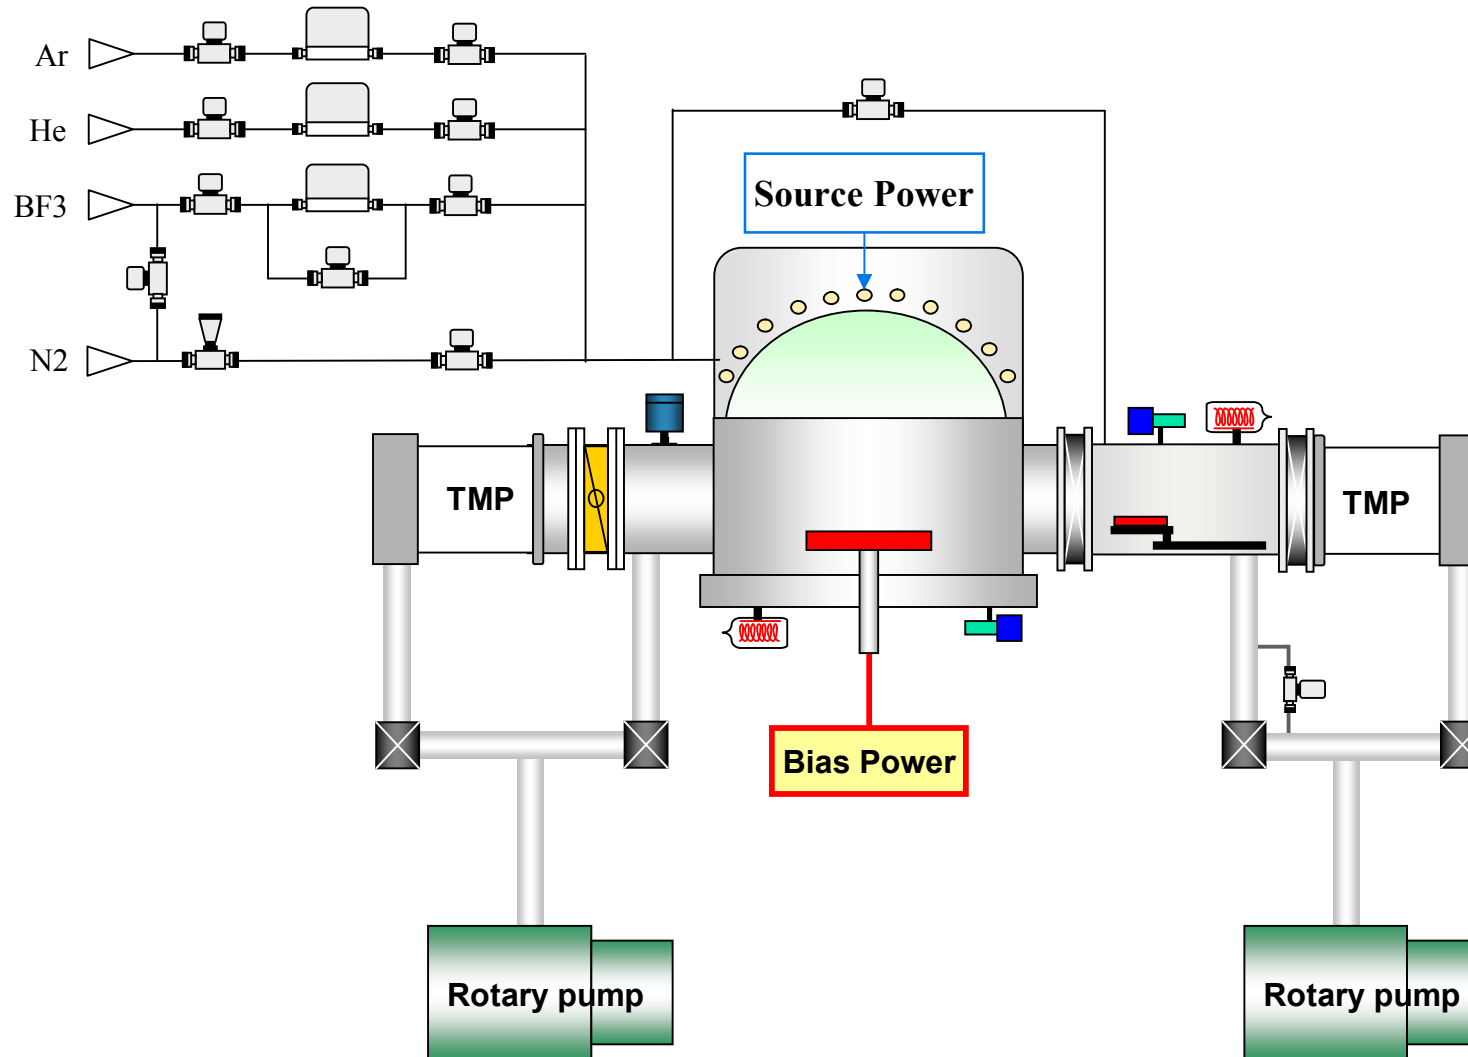 Ar
He
BF3
N2
Source Power
TMP
TMP
Bias Power
Rotary pump
Rotary pump